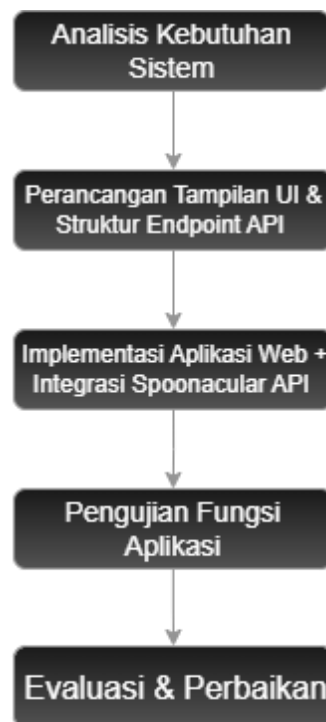 Analisis Kebutuhan
Sistem
Perancangan Tampilan UI &
Struktur Endpoint API
Implementasi Aplikasi Web +
Integrasi Spoonacular API
Pengujian Fungsi
Aplikasi
Evaluasi & Perbaikan